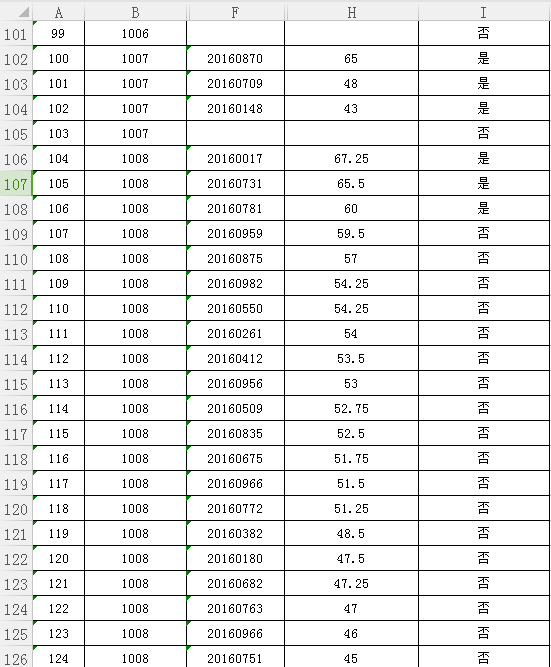 A B F H I
101 99 1006 否
102 100 1007 20160870 65 是
103 101 1007 20160709 48 是
104 102 1007 20160148 43 是
105 103 1007 否
106 104 1008 20160017 67.25 是
107 105 1008 20160731 65.5 是
108 106 1008 20160781 60 是
109 107 1008 20160959 59.5 否
110 108 1008 20160875 57 否
111 109 1008 20160982 54.25 否
112 110 1008 20160550 54.25 否
113 111 1008 20160261 54 否
114 112 1008 20160412 53.5 否
115 113 1008 20160956 53 否
116 114 1008 20160509 52.75 否
117 115 1008 20160835 52.5 否
118 116 1008 20160675 51.75 否
119 117 1008 20160966 51.5 否
120 118 1008 20160772 51.25 否
121 119 1008 20160382 48.5 否
122 120 1008 20160180 47.5 否
123 121 1008 20160682 47.25 否
124 122 1008 20160763 47 否
125 123 1008 20160966 46 否
126 124 1008 20160751 45 否